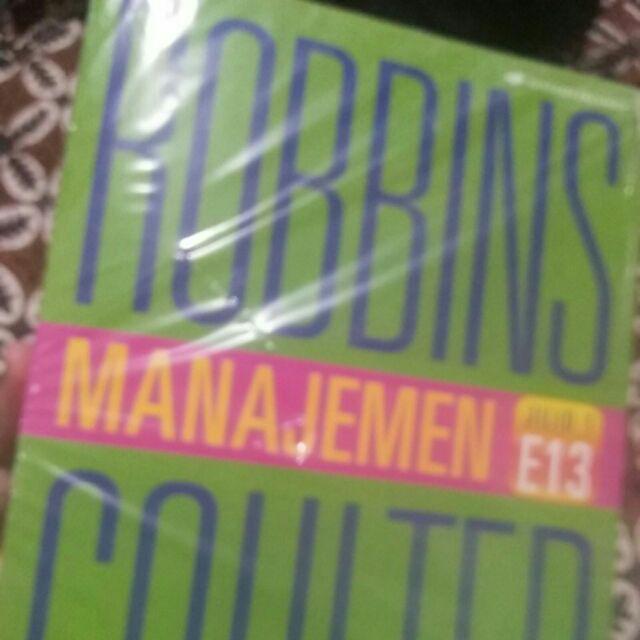 ROBBINS
MANAJEMEN
E13
COULTER